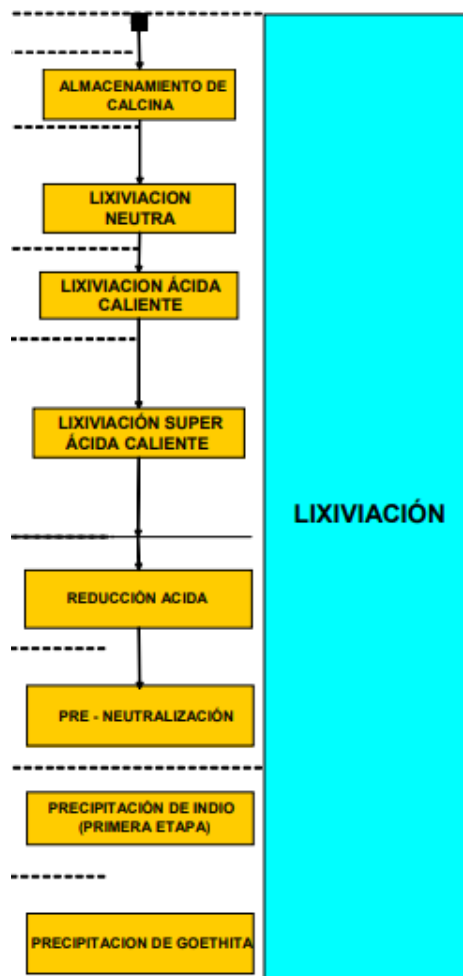 ALMACENAMIENTO DE
CALCINA
LIXIVIACION
NEUTRA
LIXIVIACION ÁCIDA
CALIENTE
LIXIVIACIÓN SUPER
ÁCIDA CALIENTE
LIXIVIACIÓN
REDUCCIÓN ACIDA
PRE - NEUTRALIZACIÓN
PRECIPITACIÓN DE INDIO
(PRIMERA ETAPA)
PRECIPITACION DE GOETHITA